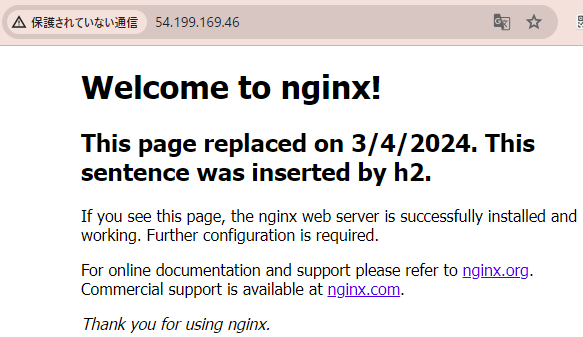 保護されていない通信 54.199.169.46
Welcome to nginx!
This page replaced on 3/4/2024. This
sentence was inserted by h2.
If you see this page, the nginx web server is successfully installed and
working. Further configuration is required.
For online documentation and support please refer to nginx.org.
Commercial support is available at nginx.com.
Thank you for using nginx.